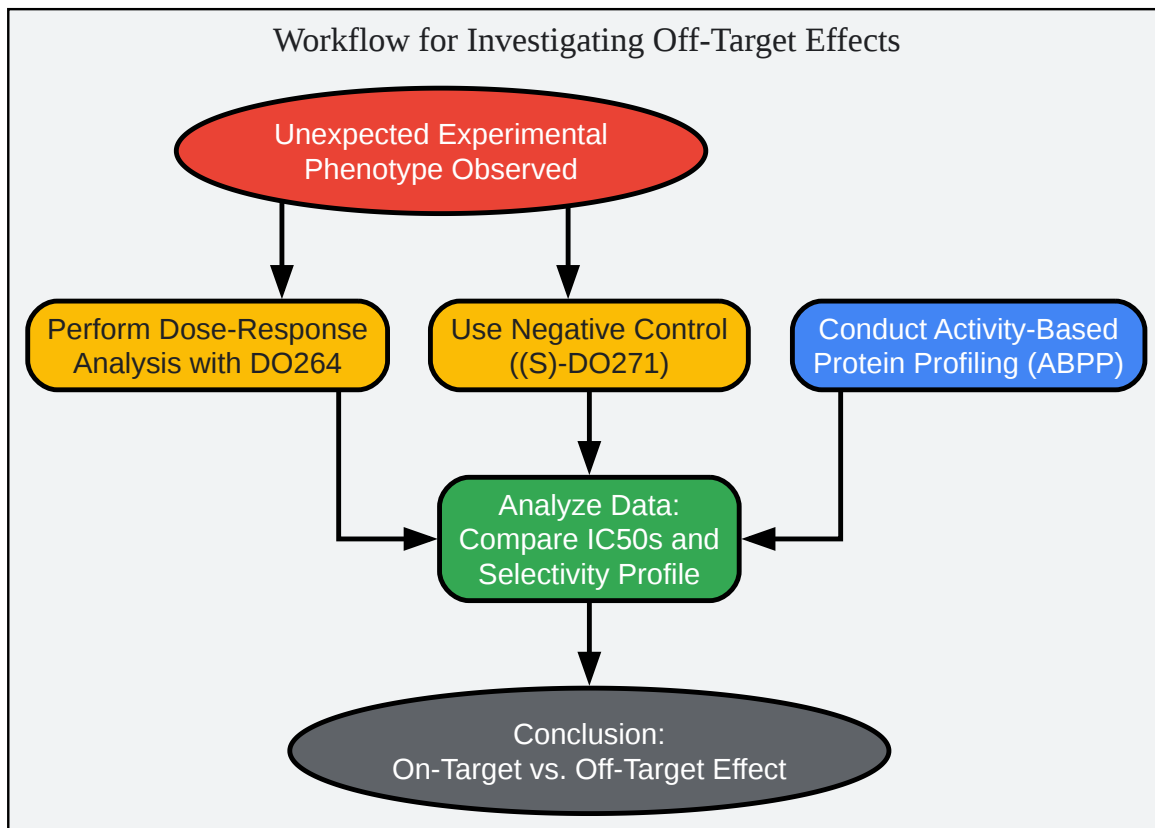 Workflow for Investigating Off-Target Effects
Unexpected Experimental
Phenotype Observed
Perform Dose-Response
Analysis with DO264
Use Negative Control
((S)-DO271)
Conduct Activity-Based
Protein Profiling (ABPP)
Analyze Data:
Compare IC50s and
Selectivity Profile
Conclusion:
On-Target vs. Off-Target Effect